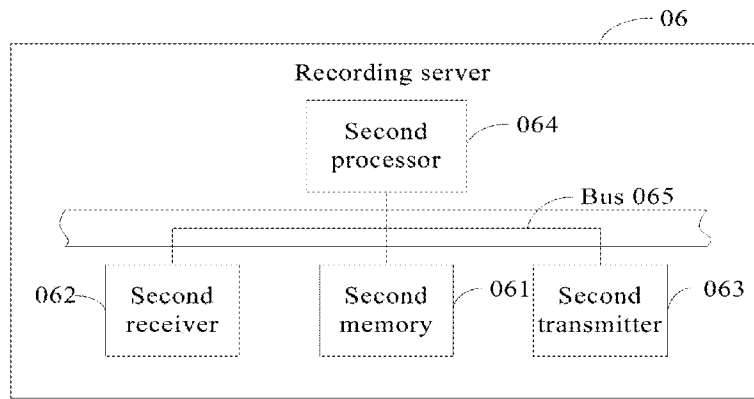 06
Recording server
Second
processor
064
Bus 065
062
Second
receiver
Second
memory
061
Second
transmitter
063